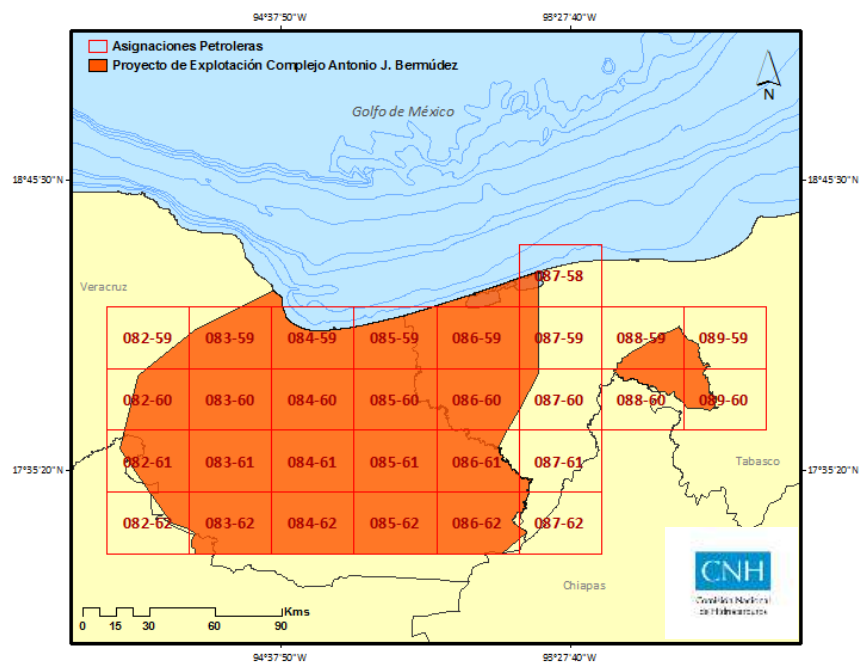 94°37'50"W
93°27'40"W
Asignaciones Petroleras
Proyecto de Explotación Complejo Antonio J. Bermúdez
N
Golfo de México
18°45'30"N
18°45'30"N
Veracruz
087-58
082-59 083-59 084-59 085-59 086-59 087-59 088-59 089-59
082-60 083-60 084-60 085-60 086-60 087-60 088-60 089-60
082-61 083-61 084-61 085-61 086-61 087-61
Tabasco
17°35'20"N
17°35'20"N
082-62 083-62 084-62 085-62 086-62 087-62
CNH
Comisión Nacional
de Hidrocarburos
Chiapas
Kms
0 15 30 60 90
94°37'50"W
93°27'40"W